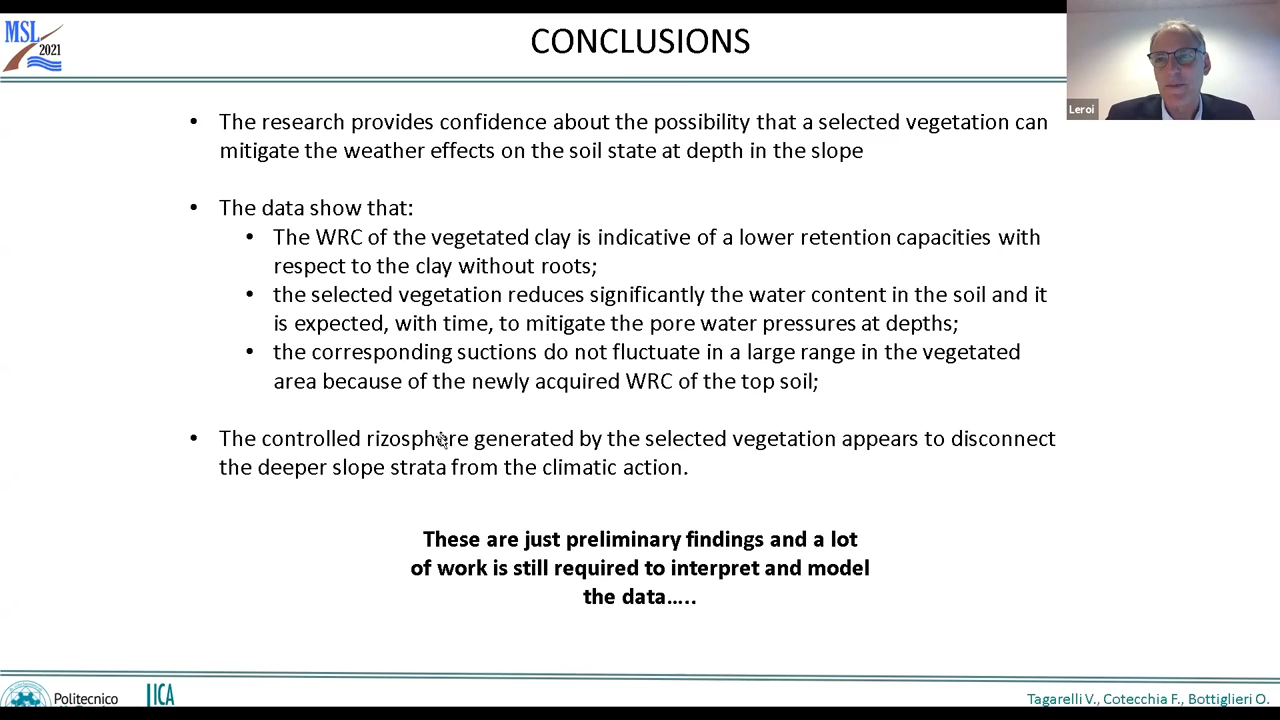 MSL
2021
CONCLUSIONS
Leroi
• The research provides confidence about the possibility that a selected vegetation can
mitigate the weather effects on the soil state at depth in the slope
• The data show that:
• The WRC of the vegetated clay is indicative of a lower retention capacities with
respect to the clay without roots;
• the selected vegetation reduces significantly the water content in the soil and it
is expected, with time, to mitigate the pore water pressures at depths;
• the corresponding suctions do not fluctuate in a large range in the vegetated
area because of the newly acquired WRC of the top soil;
• The controlled rizosphere generated by the selected vegetation appears to disconnect
the deeper slope strata from the climatic action.
These are just preliminary findings and a lot
of work is still required to interpret and model
the data.....
Politecnico
Tagarelli V., Cotecchia F., Bottiglieri O.